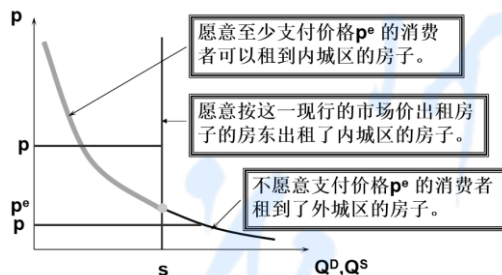 p
愿意至少支付价格pᵉ 的消费
者可以租到内城区的房子。
愿意按这一现行的市场价出租房
子的房东出租了内城区的房子。
p
不愿意支付价格pᵉ 的消费者
租到了外城区的房子。
pᵉ
p
s
Qᴰ,Qˢ